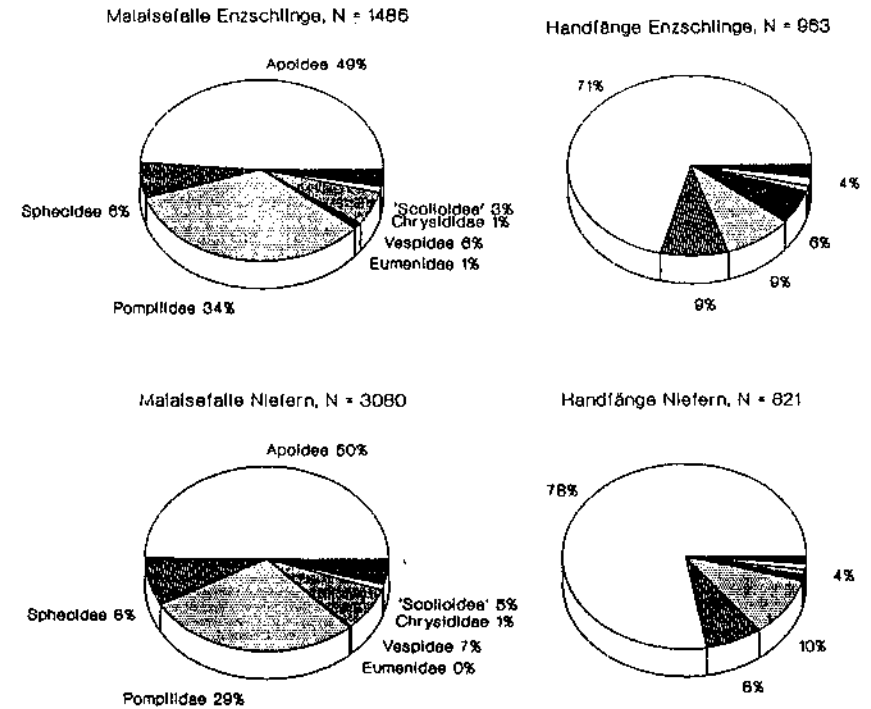 Malaisefalle Enzschlinge, N = 1486
Apoidea 49%
Sphecidae 6%
'Scolioidea' 3%
Chrysididae 1%
Vespidae 6%
Eumenidae 1%
Pompilidae 34%
Handfänge Enzschlinge, N = 963
71%
4%
6%
9%
9%
Malaisefalle Niefern, N = 3080
Apoidea 50%
Sphecidae 6%
'Scolioidea' 5%
Chrysididae 1%
Vespidae 7%
Eumenidae 0%
Pompilidae 29%
Handfänge Niefern, N = 821
78%
4%
10%
6%